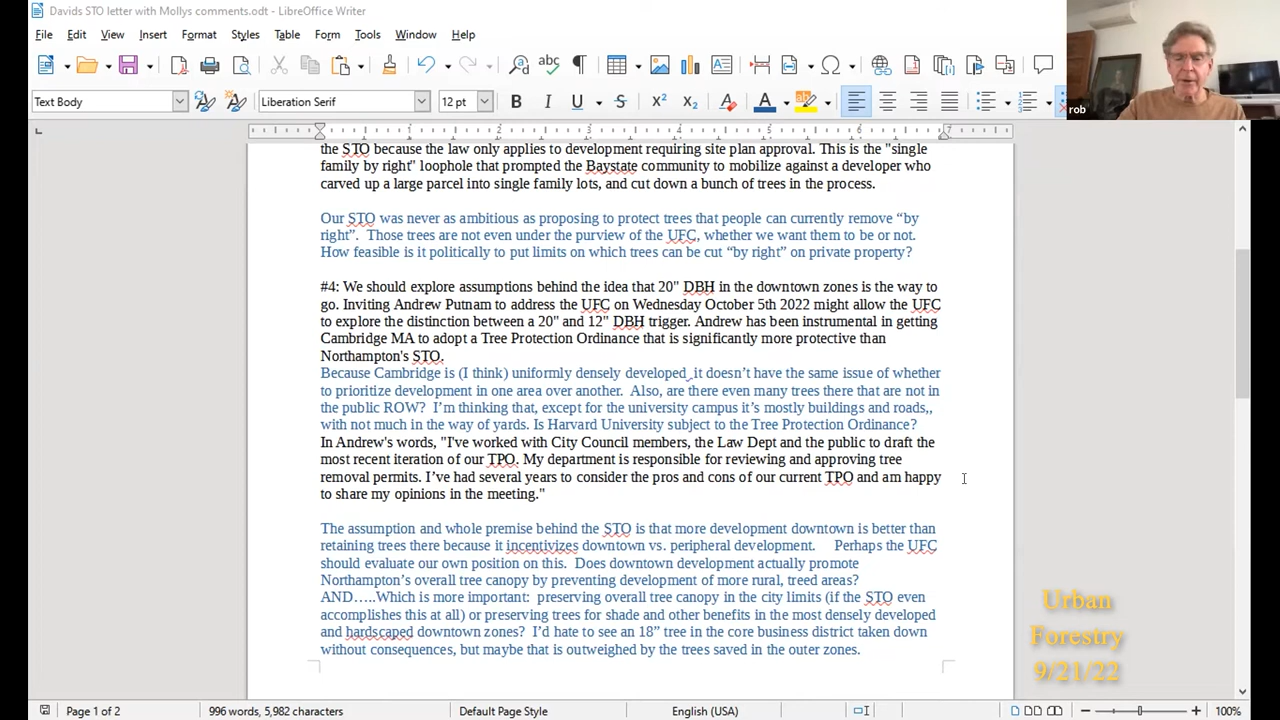 Davids STO letter with Mollys comments.odt - LibreOffice Writer
File Edit View Insert Format Styles Table Form Tools Window Help
Text Body Liberation Serif 12 pt
rob
the STO because the law only applies to development requiring site plan approval. This is the "single
family by right" loophole that prompted the Baystate community to mobilize against a developer who
carved up a large parcel into single family lots, and cut down a bunch of trees in the process.
Our STO was never as ambitious as proposing to protect trees that people can currently remove “by
right”. Those trees are not even under the purview of the UFC, whether we want them to be or not.
How feasible is it politically to put limits on which trees can be cut “by right” on private property?
#4: We should explore assumptions behind the idea that 20" DBH in the downtown zones is the way to
go. Inviting Andrew Putnam to address the UFC on Wednesday October 5th 2022 might allow the UFC
to explore the distinction between a 20" and 12" DBH trigger. Andrew has been instrumental in getting
Cambridge MA to adopt a Tree Protection Ordinance that is significantly more protective than
Northampton's STO.
Because Cambridge is (I think) uniformly densely developed, it doesn’t have the same issue of whether
to prioritize development in one area over another. Also, are there even many trees there that are not in
the public ROW? I’m thinking that, except for the university campus it’s mostly buildings and roads,,
with not much in the way of yards. Is Harvard University subject to the Tree Protection Ordinance?
In Andrew's words, "I've worked with City Council members, the Law Dept and the public to draft the
most recent iteration of our TPO. My department is responsible for reviewing and approving tree
removal permits. I’ve had several years to consider the pros and cons of our current TPO and am happy
to share my opinions in the meeting."
The assumption and whole premise behind the STO is that more development downtown is better than
retaining trees there because it incentivizes downtown vs. peripheral development. Perhaps the UFC
should evaluate our own position on this. Does downtown development actually promote
Northampton’s overall tree canopy by preventing development of more rural, treed areas?
AND…..Which is more important: preserving overall tree canopy in the city limits (if the STO even
accomplishes this at all) or preserving trees for shade and other benefits in the most densely developed
and hardscaped downtown zones? I’d hate to see an 18” tree in the core business district taken down
without consequences, but maybe that is outweighed by the trees saved in the outer zones.
Urban
Forestry
9/21/22
Page 1 of 2 996 words, 5,982 characters Default Page Style English (USA) 100%